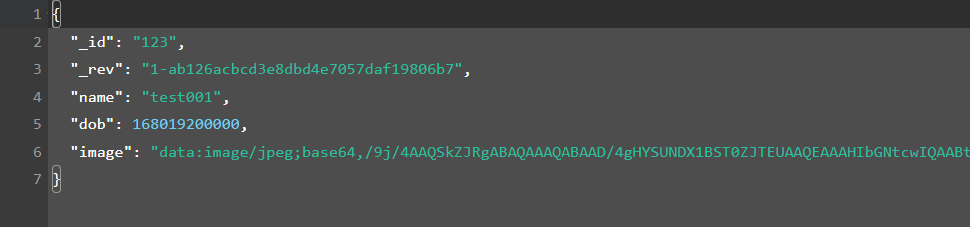 1 {
2 "_id": "123",
3 "_rev": "1-ab126acbcd3e8dbd4e7057daf19806b7",
4 "name": "test001",
5 "dob": 168019200000,
6 "image": "data:image/jpeg;base64,/9j/4AAQSkZJRgABAQAAAQABAAD/4gHYSUNDX1BST0ZJTEUAAQEAAAHIbGNtcwIQAABt
7 }